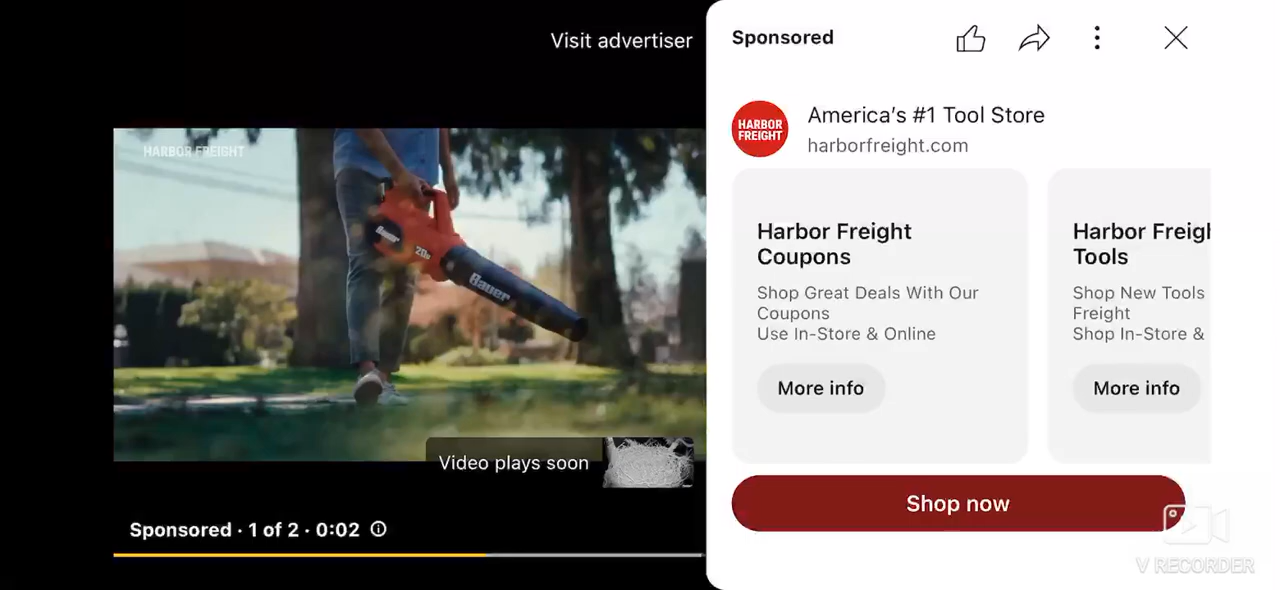 Visit advertiser
HARBOR FREIGHT
Bauer
20v
Bauer
Video plays soon
Sponsored · 1 of 2 · 0:02
Sponsored
HARBOR
FREIGHT
America's #1 Tool Store
harborfreight.com
Harbor Freight
Coupons
Shop Great Deals With Our
Coupons
Use In-Store & Online
More info
Harbor Freigh
Tools
Shop New Tools
Freight
Shop In-Store &
More info
Shop now
V RECORDER